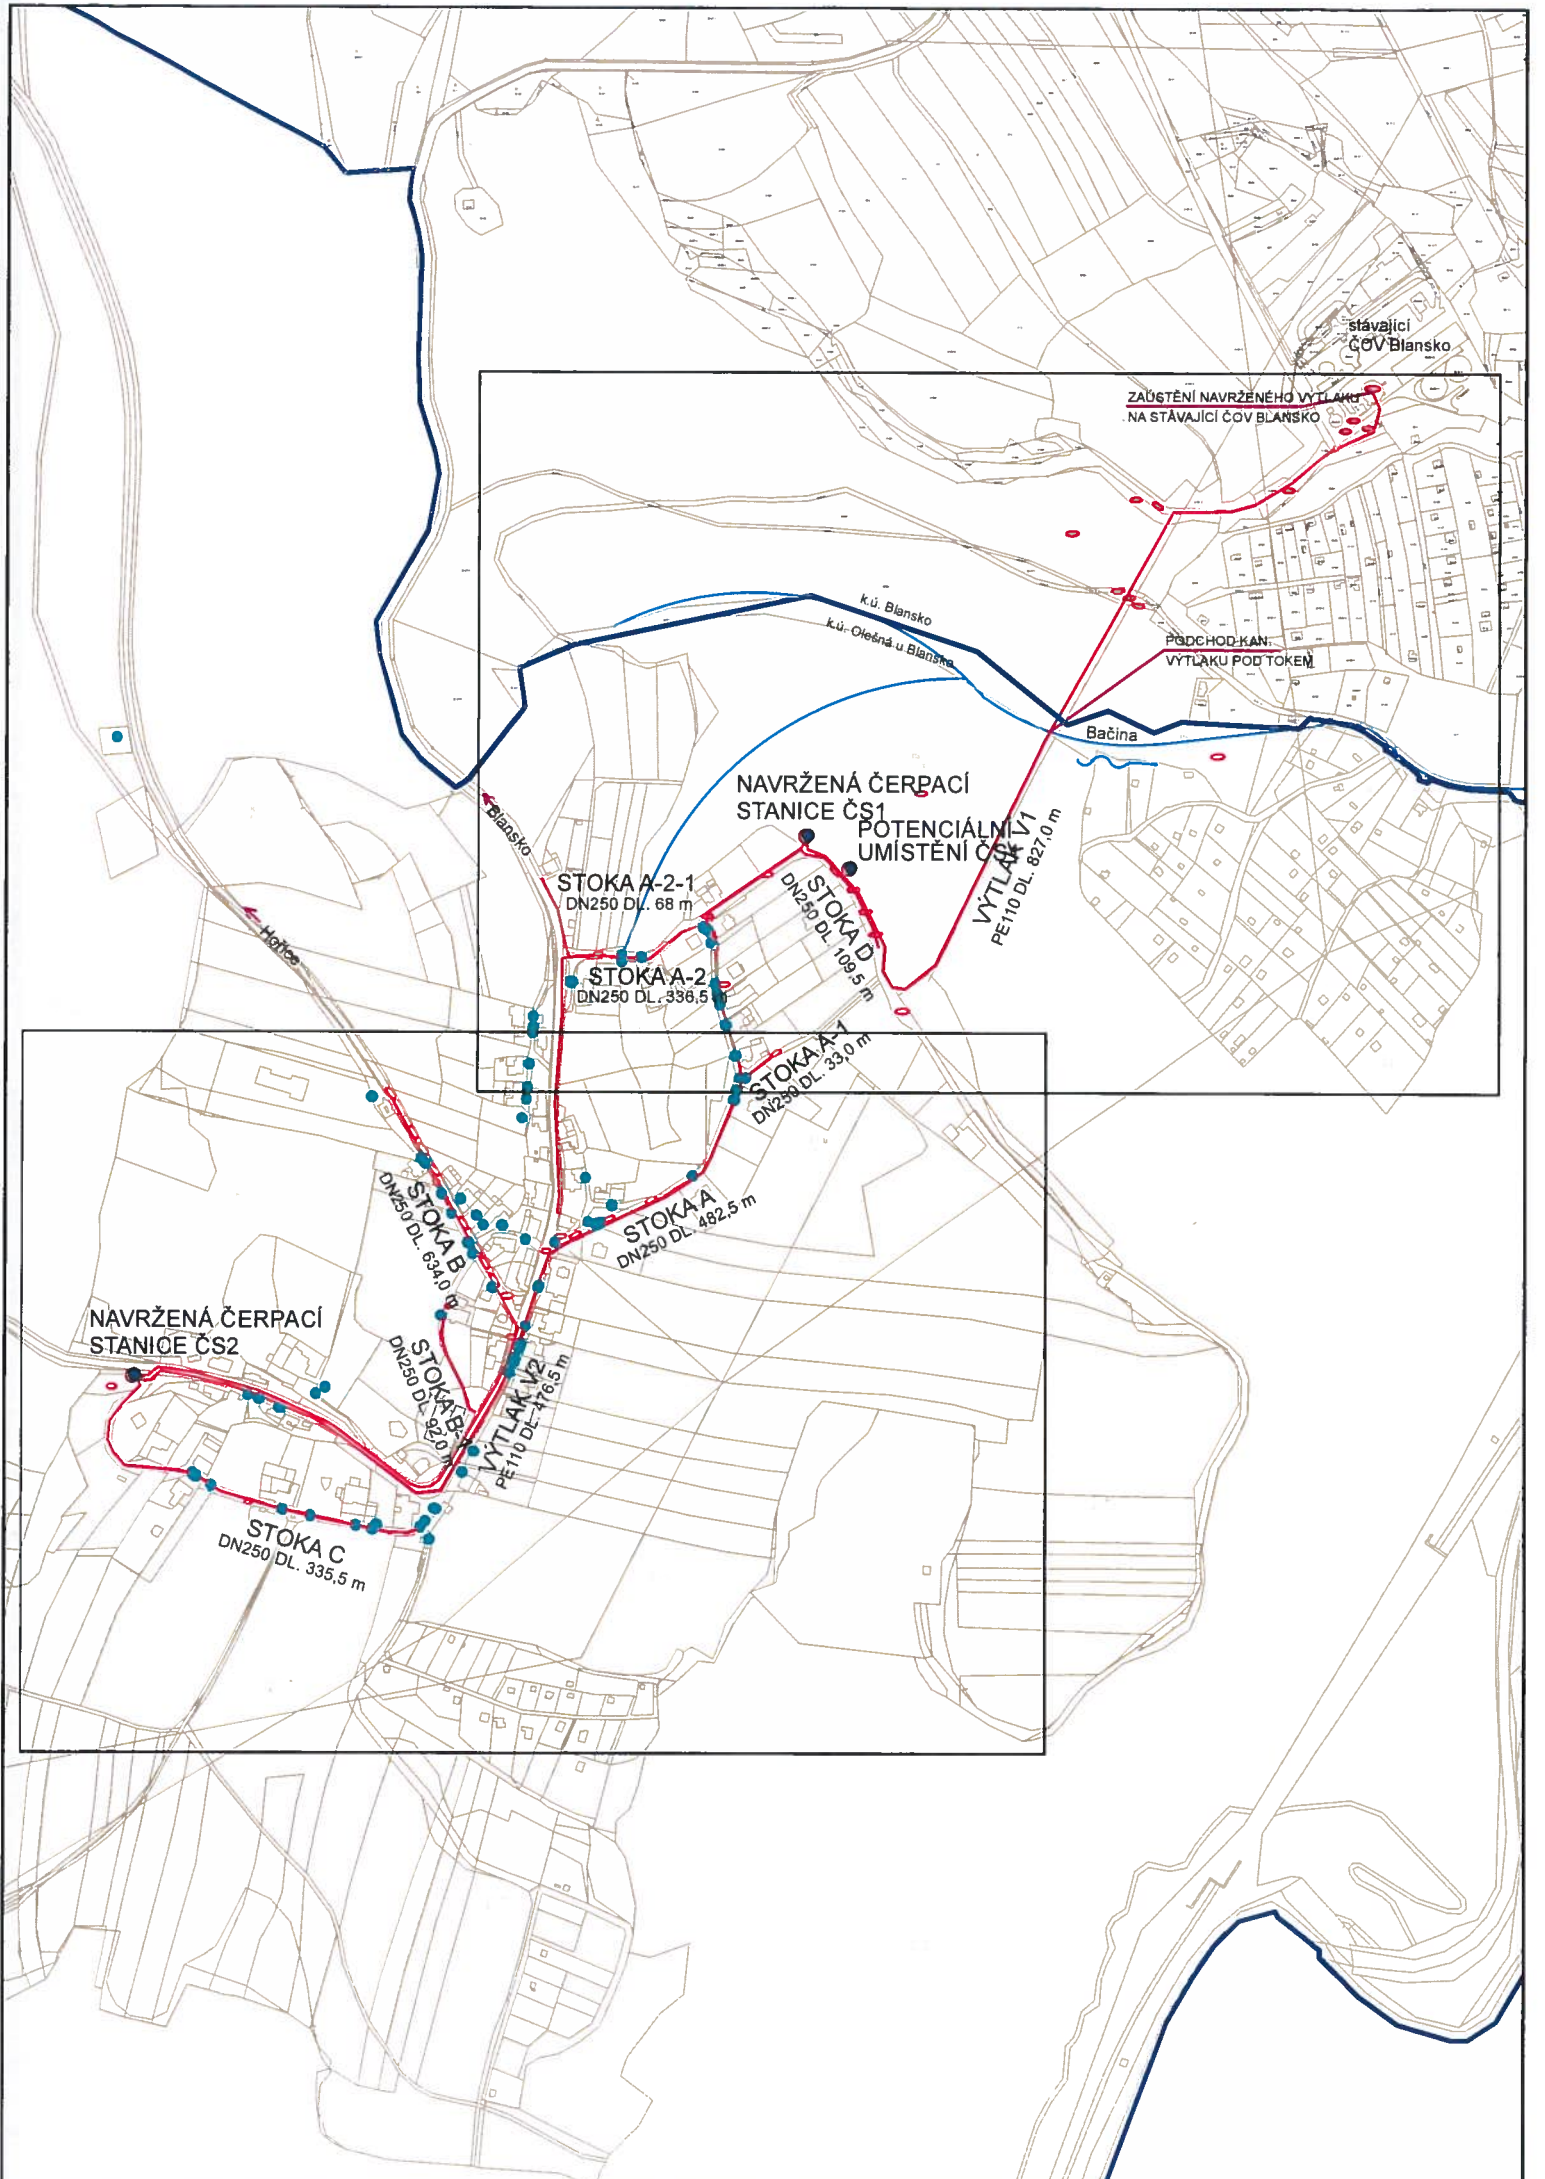 stávající
ČOV Blansko
ZAÚSTĚNÍ NAVRŽENÉHO VÝTLAKU
NA STÁVAJÍCÍ ČOV BLANSKO
k.ú. Blansko
k.ú. Olešná u Blanska
PODCHOD KAN.
VÝTLAKU POD TOKEM
Bačina
NAVRŽENÁ ČERPACÍ
STANICE ČS1
POTENCIÁLNÍ
UMÍSTĚNÍ
VÝTLAK V1
PE110 DL. 827,0 m
Blansko
STOKA A-2-1
DN250 DL. 68 m
STOKA D
DN250 DL. 109,5 m
Hořice
STOKA A-2
DN250 DL. 336,5 m
STOKA A-1
DN250 DL. 33,0 m
STOKA A
DN250 DL. 482,5 m
STOKA B
DN250 DL. 634,0 m
NAVRŽENÁ ČERPACÍ
STANICE ČS2
STOKA B-1
DN250 DL. 92,0 m
VÝTLAK V2
PE110 DL. 476,5 m
STOKA C
DN250 DL. 335,5 m